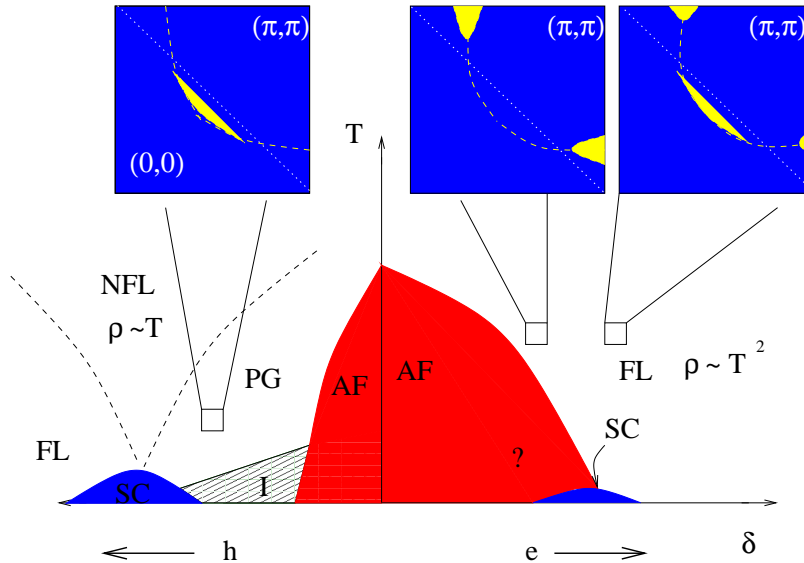 (π,π)
(π,π)
(π,π)
(0,0)
T
NFL
ρ ~T
PG
AF
AF
FL
ρ ~ T 2
FL
SC
?
SC
I
h
e
δ